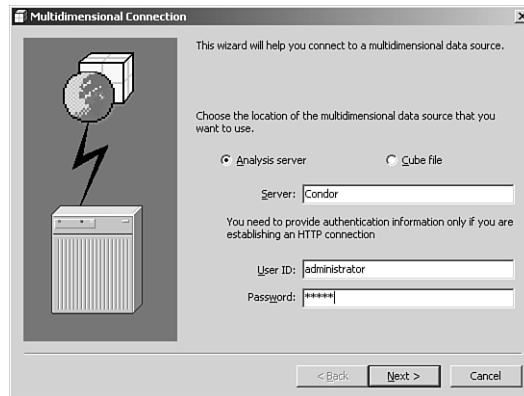 Multidimensional Connection
This wizard will help you connect to a multidimensional data source.
Choose the location of the multidimensional data source that you
want to use.
Analysis server
Cube file
Server: Condor
You need to provide authentication information only if you are
establishing an HTTP connection
User ID: administrator
Password: *****
< Back
Next >
Cancel